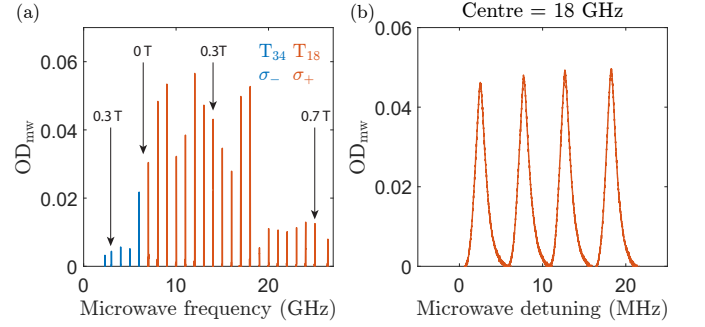 (a)
0.06
0.04
0.02
0
OD_mw
0 T
0.3T
0.3T
0.7 T
T_34 T_18
σ_- σ_+
0 10 20
Microwave frequency (GHz)
(b) Centre = 18 GHz
0.06
0.04
0.02
0
OD_mw
0 10 20
Microwave detuning (MHz)